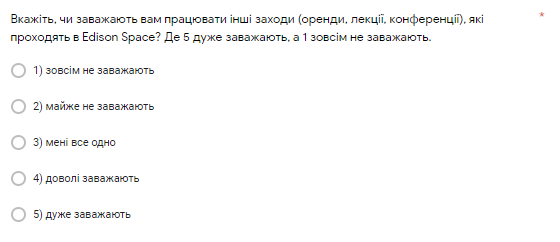 Вкажіть, чи заважають вам працювати інші заходи (оренди, лекції, конференції), які *
проходять в Edison Space? Де 5 дуже заважають, а 1 зовсім не заважають.
1) зовсім не заважають
2) майже не заважають
3) мені все одно
4) доволі заважають
5) дуже заважають